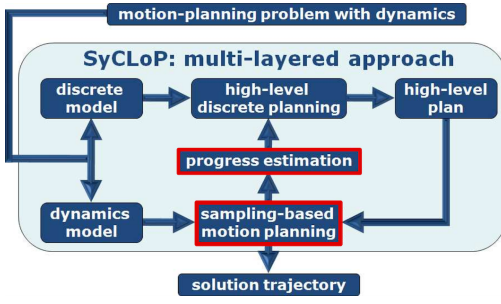 motion-planning problem with dynamics
SyCLoP: multi-layered approach
discrete
model
high-level
discrete planning
high-level
plan
progress estimation
dynamics
model
sampling-based
motion planning
solution trajectory